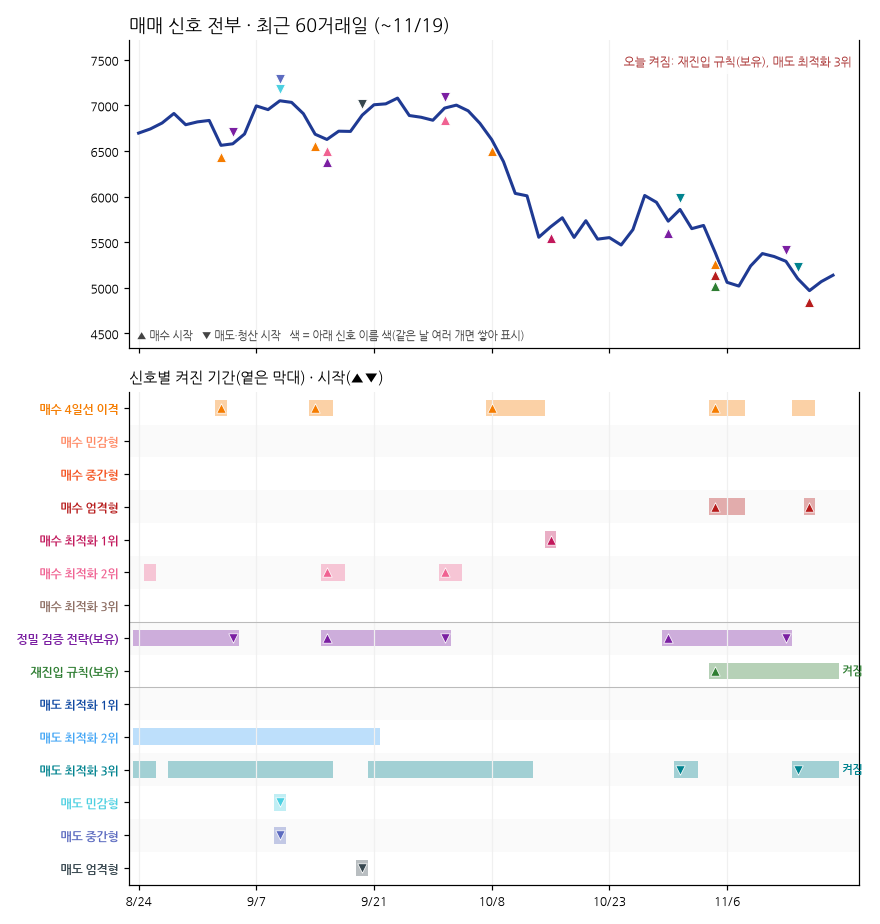 매매 신호 전부 · 최근 60거래일 (~11/19)
오늘 켜짐: 재진입 규칙(보유), 매도 최적화 3위
7500
7000
6500
6000
5500
5000
4500
▲ 매수 시작 ▼ 매도·청산 시작 색 = 아래 신호 이름 색(같은 날 여러 개면 쌓아 표시)
신호별 켜진 기간(옅은 막대) · 시작(▲▼)
매수 4일선 이격
매수 민감형
매수 중간형
매수 엄격형
매수 최적화 1위
매수 최적화 2위
매수 최적화 3위
정밀 검증 전략(보유)
재진입 규칙(보유) 켜짐
매도 최적화 1위
매도 최적화 2위
매도 최적화 3위 켜짐
매도 민감형
매도 중간형
매도 엄격형
8/24 9/7 9/21 10/8 10/23 11/6